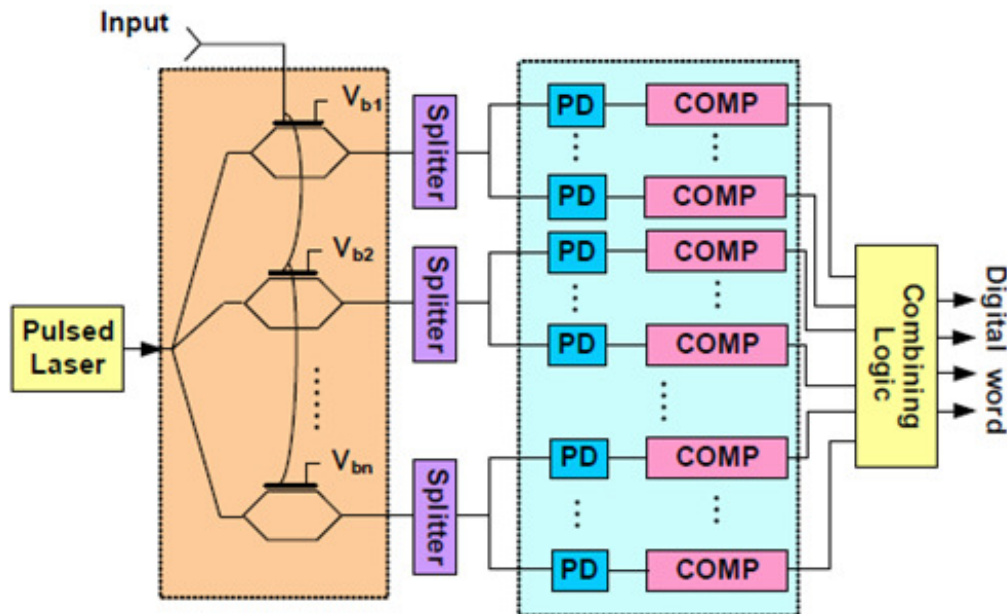 Input
Vb1
Splitter
PD
COMP
PD
COMP
Vb2
Splitter
PD
COMP
PD
COMP
Pulsed
Laser
Combining
Logic
Digital word
Vbn
Splitter
PD
COMP
PD
COMP